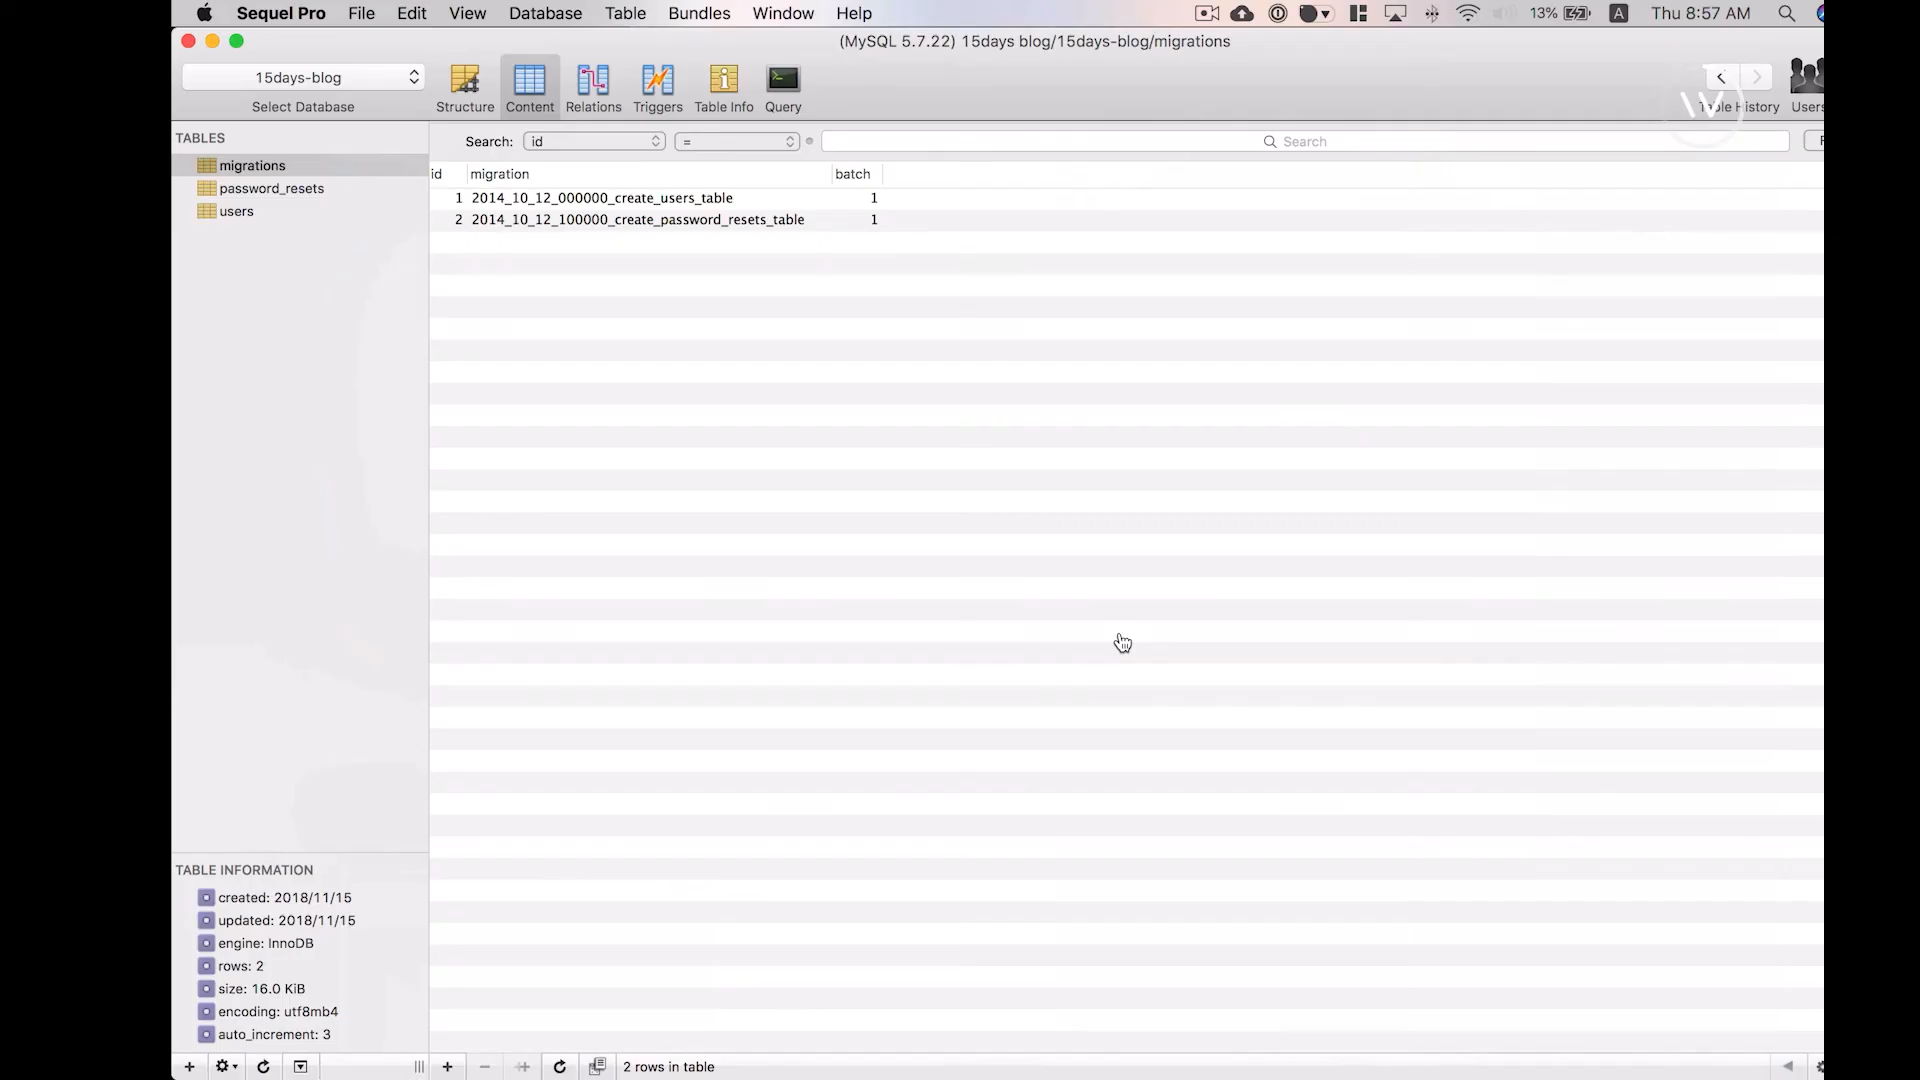 Sequel Pro File Edit View Database Table Bundles Window Help 13% A Thu 8:57 AM
(MySQL 5.7.22) 15days blog/15days-blog/migrations
15days-blog
Select Database Structure Content Relations Triggers Table Info Query Table History Users
TABLES
migrations
password_resets
users
Search: id = Search
id migration batch
1 2014_10_12_000000_create_users_table 1
2 2014_10_12_100000_create_password_resets_table 1
TABLE INFORMATION
created: 2018/11/15
updated: 2018/11/15
engine: InnoDB
rows: 2
size: 16.0 KiB
encoding: utf8mb4
auto_increment: 3
2 rows in table